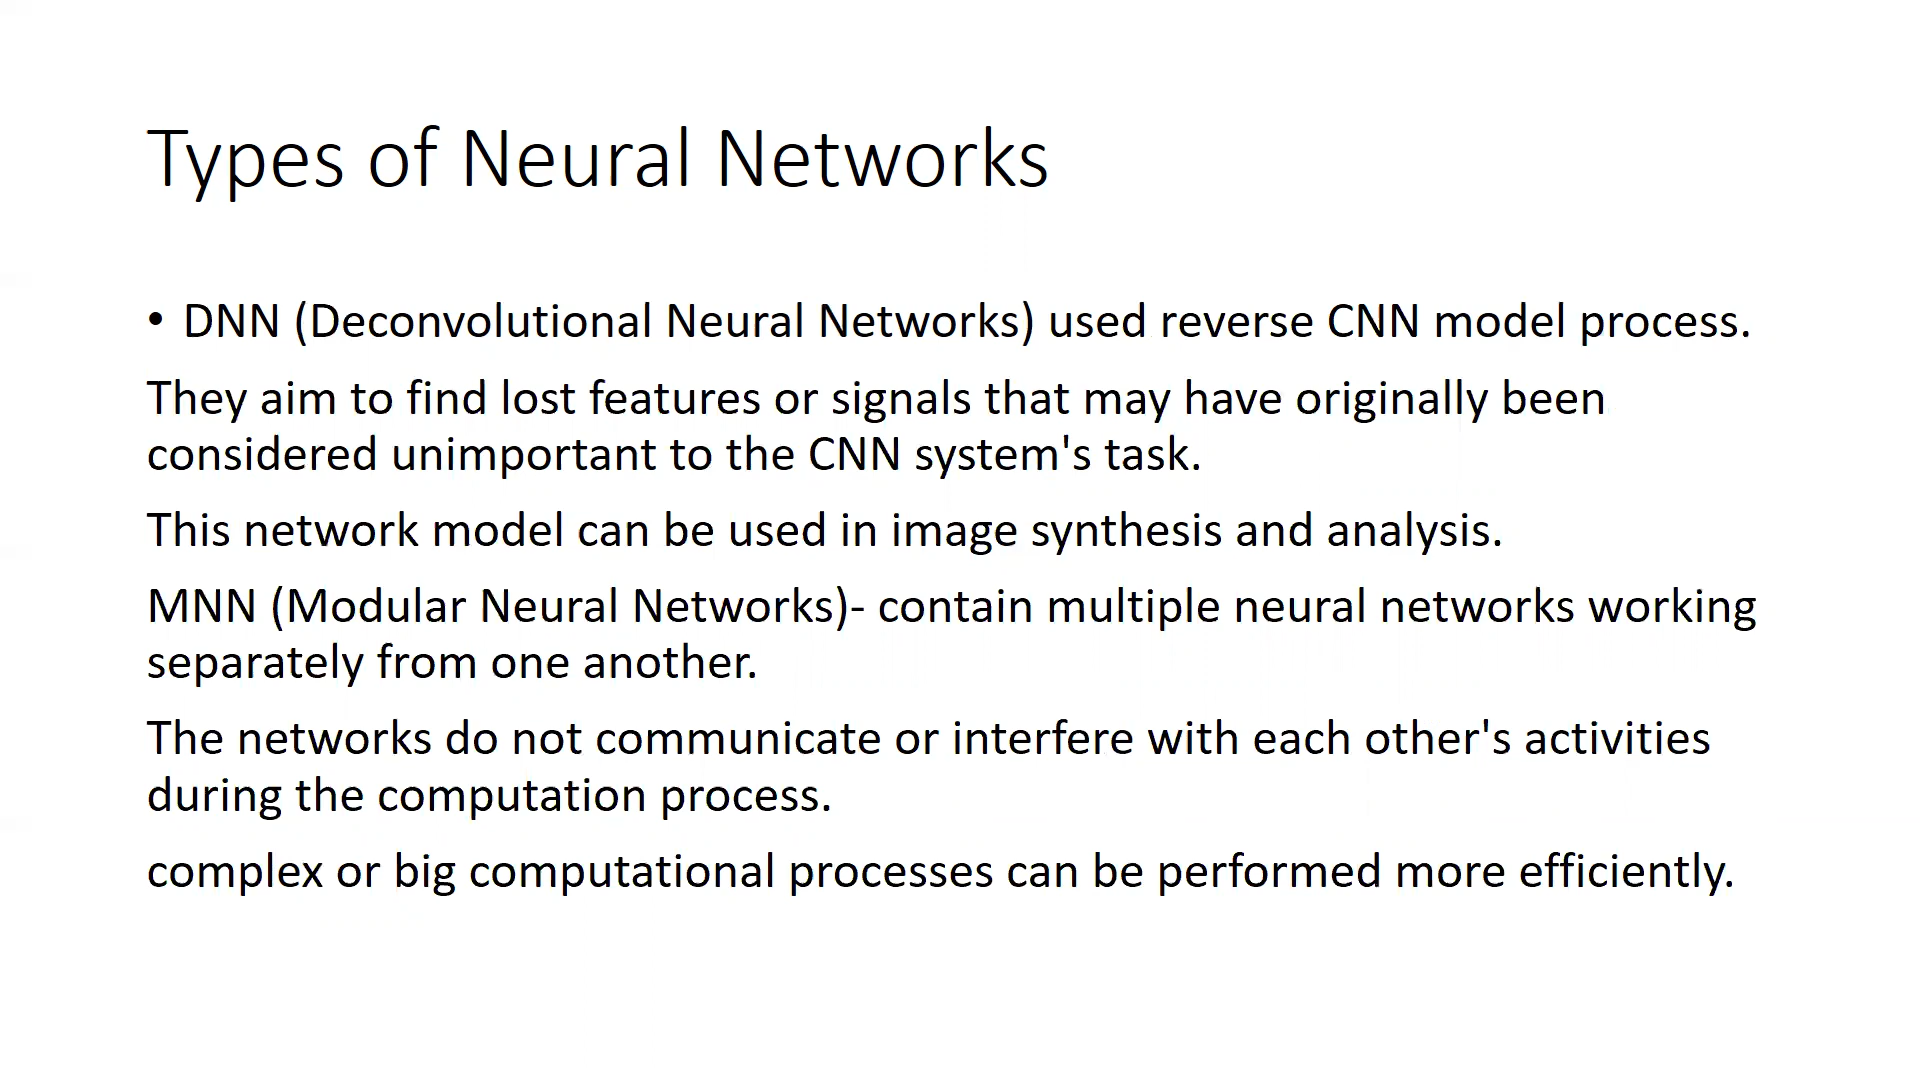 Types of Neural Networks
• DNN (Deconvolutional Neural Networks) used reverse CNN model process.
They aim to find lost features or signals that may have originally been
considered unimportant to the CNN system's task.
This network model can be used in image synthesis and analysis.
MNN (Modular Neural Networks)- contain multiple neural networks working
separately from one another.
The networks do not communicate or interfere with each other's activities
during the computation process.
complex or big computational processes can be performed more efficiently.